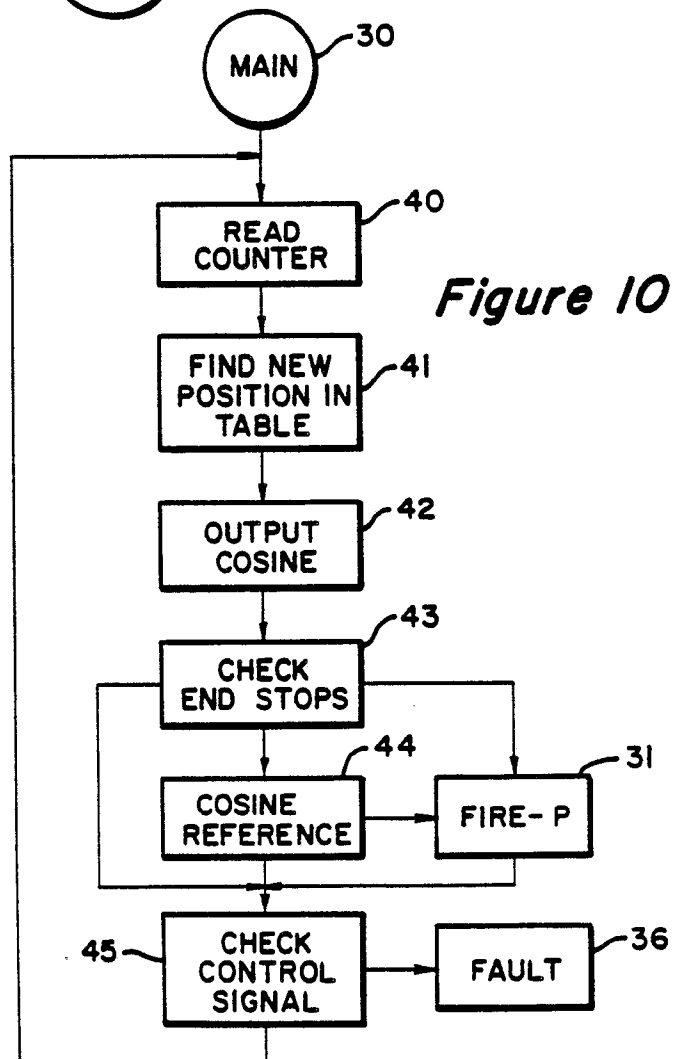 MAIN
30
READ
COUNTER
40
Figure 10
FIND NEW
POSITION IN
TABLE
41
OUTPUT
COSINE
42
CHECK
END STOPS
43
COSINE
REFERENCE
44
FIRE-P
31
CHECK
CONTROL
SIGNAL
45
FAULT
36